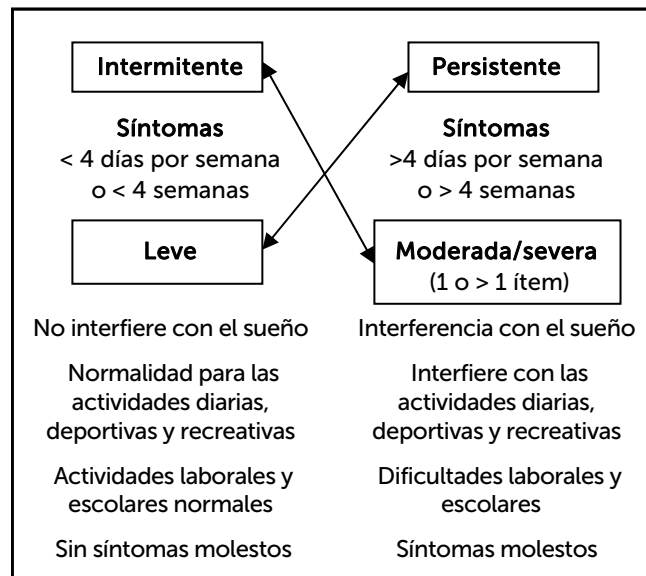 Intermitente
Síntomas
< 4 días por semana
o < 4 semanas
Persistente
Síntomas
>4 días por semana
o > 4 semanas
Leve
No interfiere con el sueño
Normalidad para las
actividades diarias,
deportivas y recreativas
Actividades laborales y
escolares normales
Sin síntomas molestos
Moderada/severa
(1 o > 1 ítem)
Interferencia con el sueño
Interfiere con las
actividades diarias,
deportivas y recreativas
Dificultades laborales y
escolares
Síntomas molestos